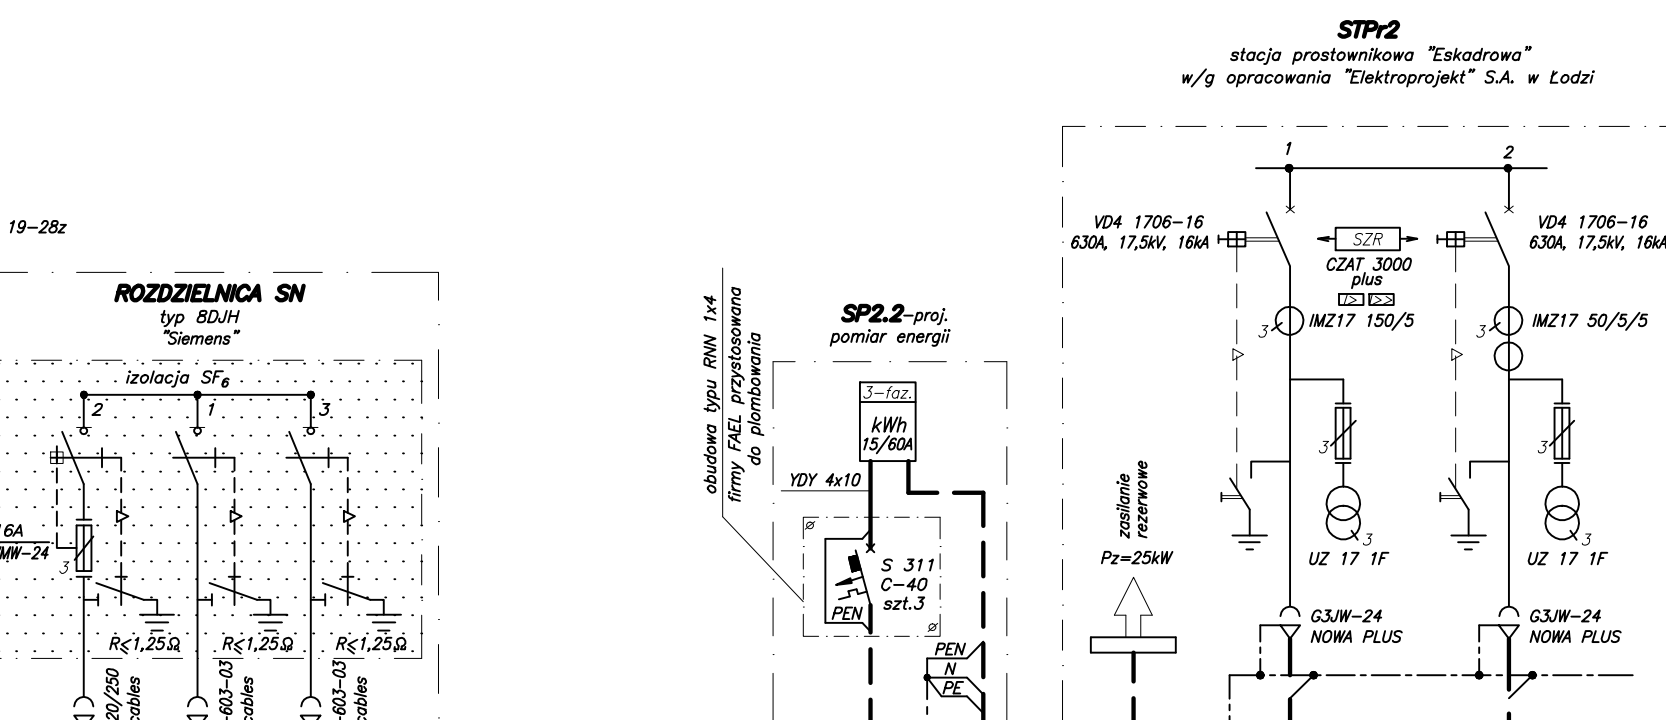 STPr2
stacja prostownikowa "Eskadrowa"
w/g opracowania "Elektroprojekt" S.A. w Łodzi
1
2
VD4 1706-16
630A, 17,5kV, 16kA
SZR
CZAT 3000
plus
VD4 1706-16
630A, 17,5kV, 16kA
3
IMZ17 150/5
3
IMZ17 50/5/5
3
3
3
UZ 17 1F
3
UZ 17 1F
zasilanie
rezerwowe
Pz=25kW
G3JW-24
NOWA PLUS
G3JW-24
NOWA PLUS
19-28z
ROZDZIELNICA SN
typ 8DJH
"Siemens"
izolacja SF6
2
1
3
6A
MW-24
3
R≤1,25Ω
R≤1,25Ω
R≤1,25Ω
20/250
cables
-603-03
cables
-603-03
cables
obudowa typu RNN 1x4
firmy FAEL przystosowana
do plombowania
SP2.2-proj.
pomiar energii
3-faz.
kWh
15/60A
YDY 4x10
S 311
C-40
szt.3
PEN
PEN
N
PE